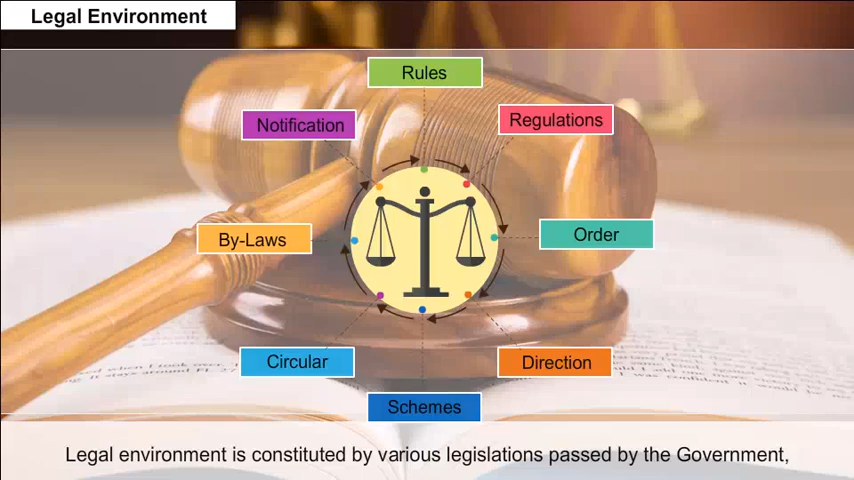 Legal Environment
Rules
Notification
Regulations
By-Laws
Order
Circular
Direction
Schemes
Legal environment is constituted by various legislations passed by the Government,